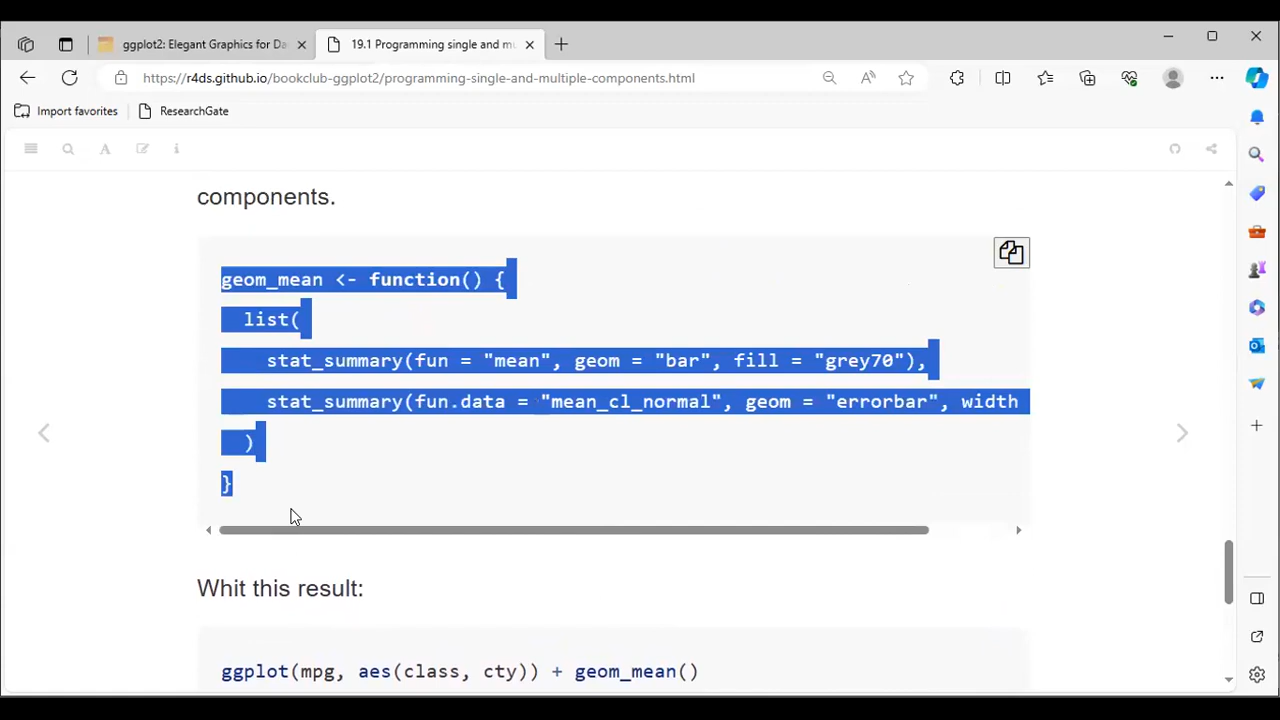 ggplot2: Elegant Graphics for Da
19.1 Programming single and mu
https://r4ds.github.io/bookclub-ggplot2/programming-single-and-multiple-components.html
Import favorites
ResearchGate
components.
geom_mean <- function() {
list(
stat_summary(fun = "mean", geom = "bar", fill = "grey70"),
stat_summary(fun.data = "mean_cl_normal", geom = "errorbar", width
)
}
Whit this result:
ggplot(mpg, aes(class, cty)) + geom_mean()